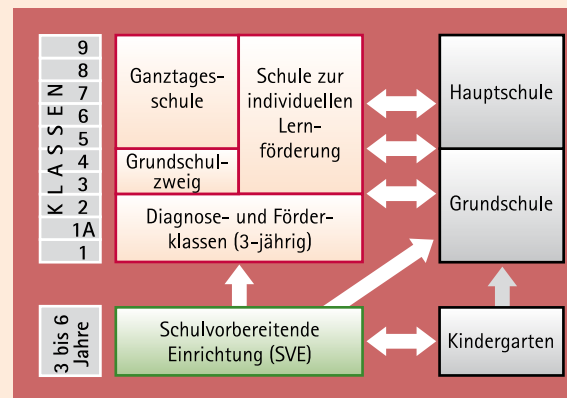 KLASSEN
9
8
7
6
5
4
3
2
1A
1
Ganztages-
schule
Schule zur
individuellen
Lern-
förderung
Grundschul-
zweig
Diagnose- und Förder-
klassen (3-jährig)
Hauptschule
Grundschule
3 bis 6
Jahre
Schulvorbereitende
Einrichtung (SVE)
Kindergarten